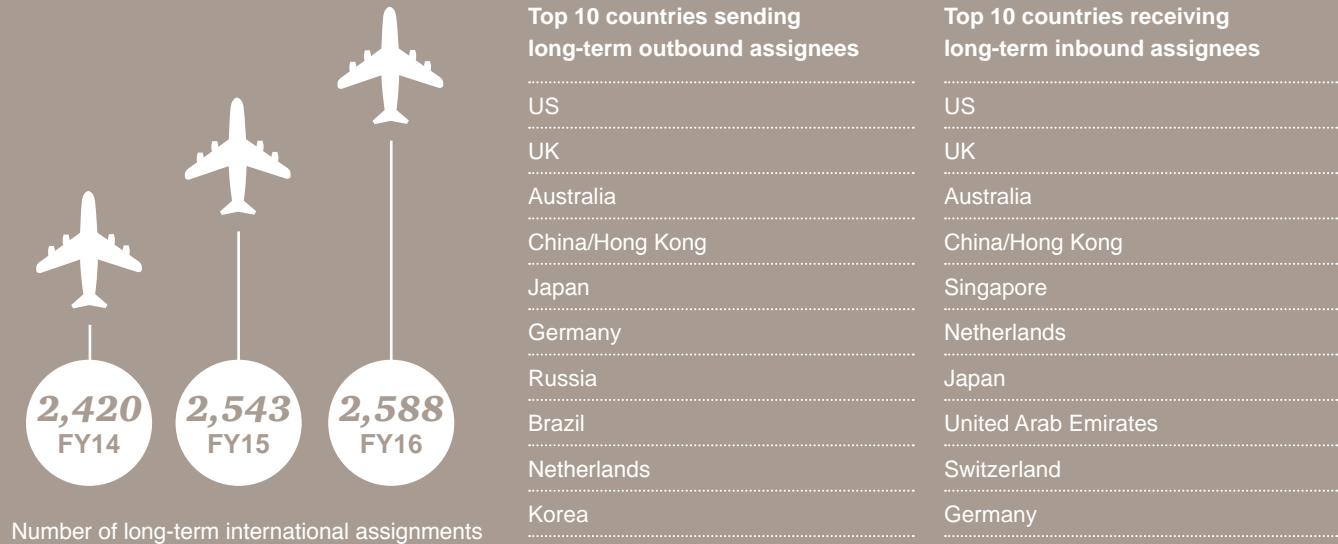 2,420
FY14
2,543
FY15
2,588
FY16
Number of long-term international assignments
Top 10 countries sending
long-term outbound assignees
US
UK
Australia
China/Hong Kong
Japan
Germany
Russia
Brazil
Netherlands
Korea
Top 10 countries receiving
long-term inbound assignees
US
UK
Australia
China/Hong Kong
Singapore
Netherlands
Japan
United Arab Emirates
Switzerland
Germany